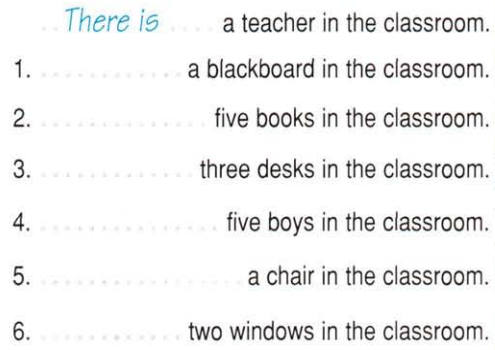 There is a teacher in the classroom.
1. ............. a blackboard in the classroom.
2. ............... five books in the classroom.
3. .............. three desks in the classroom.
4. ................ five boys in the classroom.
5. .................. a chair in the classroom.
6. ............. two windows in the classroom.